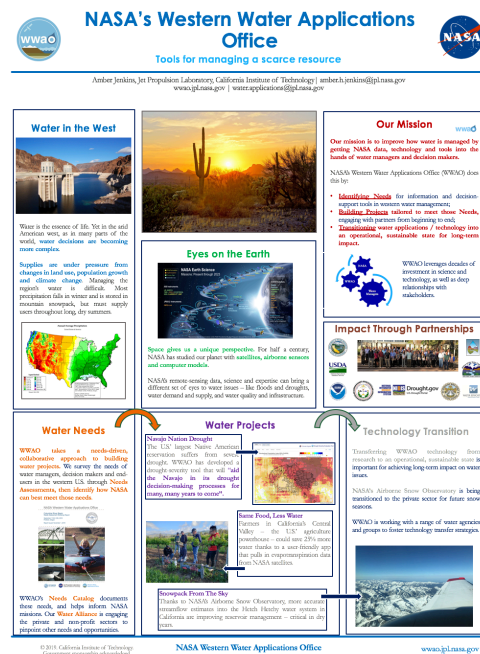 NASA's Western Water Applications
Office
Tools for managing a scarce resource
Amber Jenkins, Jet Propulsion Laboratory, California Institute of Technology| amber.h.jenkins@jpl.nasa.gov
wwao.jpl.nasa.gov | water.applications@jpl.nasa.gov
wwao
NASA
Water in the West
Water is the essence of life. Yet in the arid
American west, as in many parts of the
world, water decisions are becoming
more complex.
Supplies are under pressure from
changes in land use, population growth
and climate change. Managing the
region's water is difficult. Most
precipitation falls in winter and is stored in
mountain snowpack, but must supply
users throughout long, dry summers.
Eyes on the Earth
NASA Earth Science
Space gives us a unique perspective. For half a century,
NASA has studied our planet with satellites, airborne sensors
and computer models.
NASA's remote-sensing data, science and expertise can bring a
different set of eyes to water issues – like floods and droughts,
water demand and supply, and water quality and infrastructure.
Our Mission
wwao
Our mission is to improve how water is managed by
getting NASA data, technology and tools into the
hands of water managers and decision makers.
NASA's Western Water Applications Office (WWAO) does
this by:
• Identifying Needs for information and decision-
support tools in western water management;
• Building Projects tailored to meet those Needs,
engaging with partners from beginning to end;
• Transitioning water applications / technology into
an operational, sustainable state for long-term
impact.
NASA
WWAO
Water
Managers
WWAO leverages decades of
investment in science and
technology, as well as deep
relationships with
stakeholders.
Impact Through Partnerships
USDA
NASA
Drought.gov
Water Needs
WWAO takes a needs-driven,
collaborative approach to building
water projects. We survey the needs of
water managers, decision makers and end-
users in the western U.S. through Needs
Assessments, then identify how NASA
can best meet those needs.
WWAO's Needs Catalog documents
these needs, and helps inform NASA
missions. Our Water Alliance is engaging
the private and non-profit sectors to
pinpoint other needs and opportunities.
Water Projects
Navajo Nation Drought
The U.S.' largest Native American
reservation suffers from severe
drought. WWAO has developed a
drought severity tool that will "aid
the Navajo in its drought
decision-making processes for
many, many years to come".
Same Food, Less Water
Farmers in California's Central
Valley – the U.S.' agriculture
powerhouse – could save 25% more
water thanks to a user-friendly app
that pulls in evapotranspiration data
from NASA satellites.
Snowpack From The Sky
Thanks to NASA's Airborne Snow Observatory, more accurate
streamflow estimates into the Hetch Hetchy water system in
California are improving reservoir management – critical in dry
years.
Technology Transition
Transferring WWAO technology from
research to an operational, sustainable state is
important for achieving long-term impact on water
issues.
NASA's Airborne Snow Observatory is being
transitioned to the private sector for future snow
seasons.
WWAO is working with a range of water agencies
and groups to foster technology transfer strategies.
© 2019. California Institute of Technology.
Government sponsorship acknowledged.
NASA Western Water Applications Office
wwao.jpl.nasa.gov